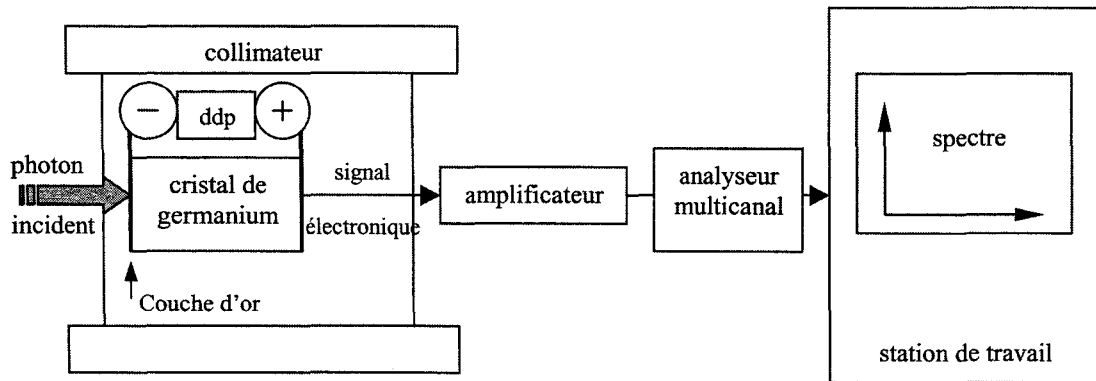 collimateur
− ddp +
photon
incident
cristal de
germanium
signal
électronique
Couche d'or
amplificateur
analyseur
multicanal
spectre
station de travail